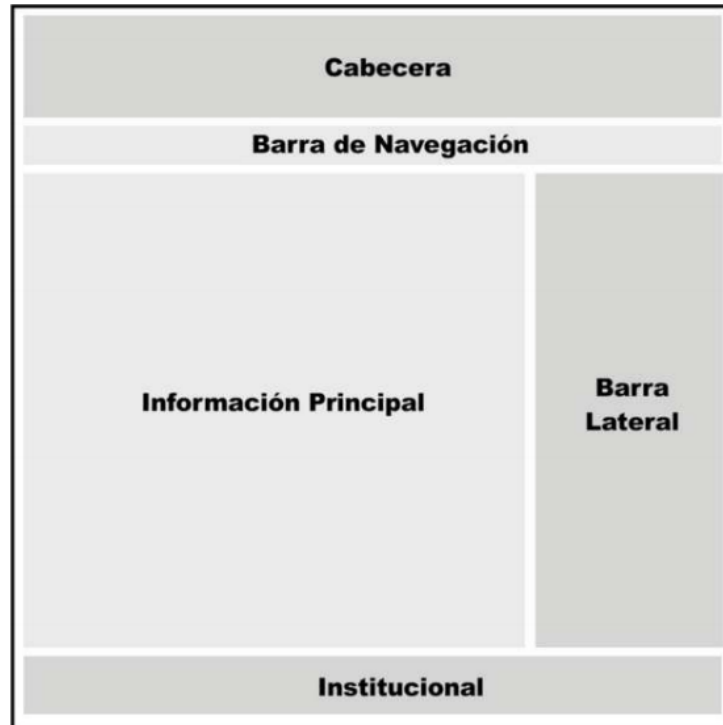 Cabecera
Barra de Navegación
Información Principal
Barra
Lateral
Institucional